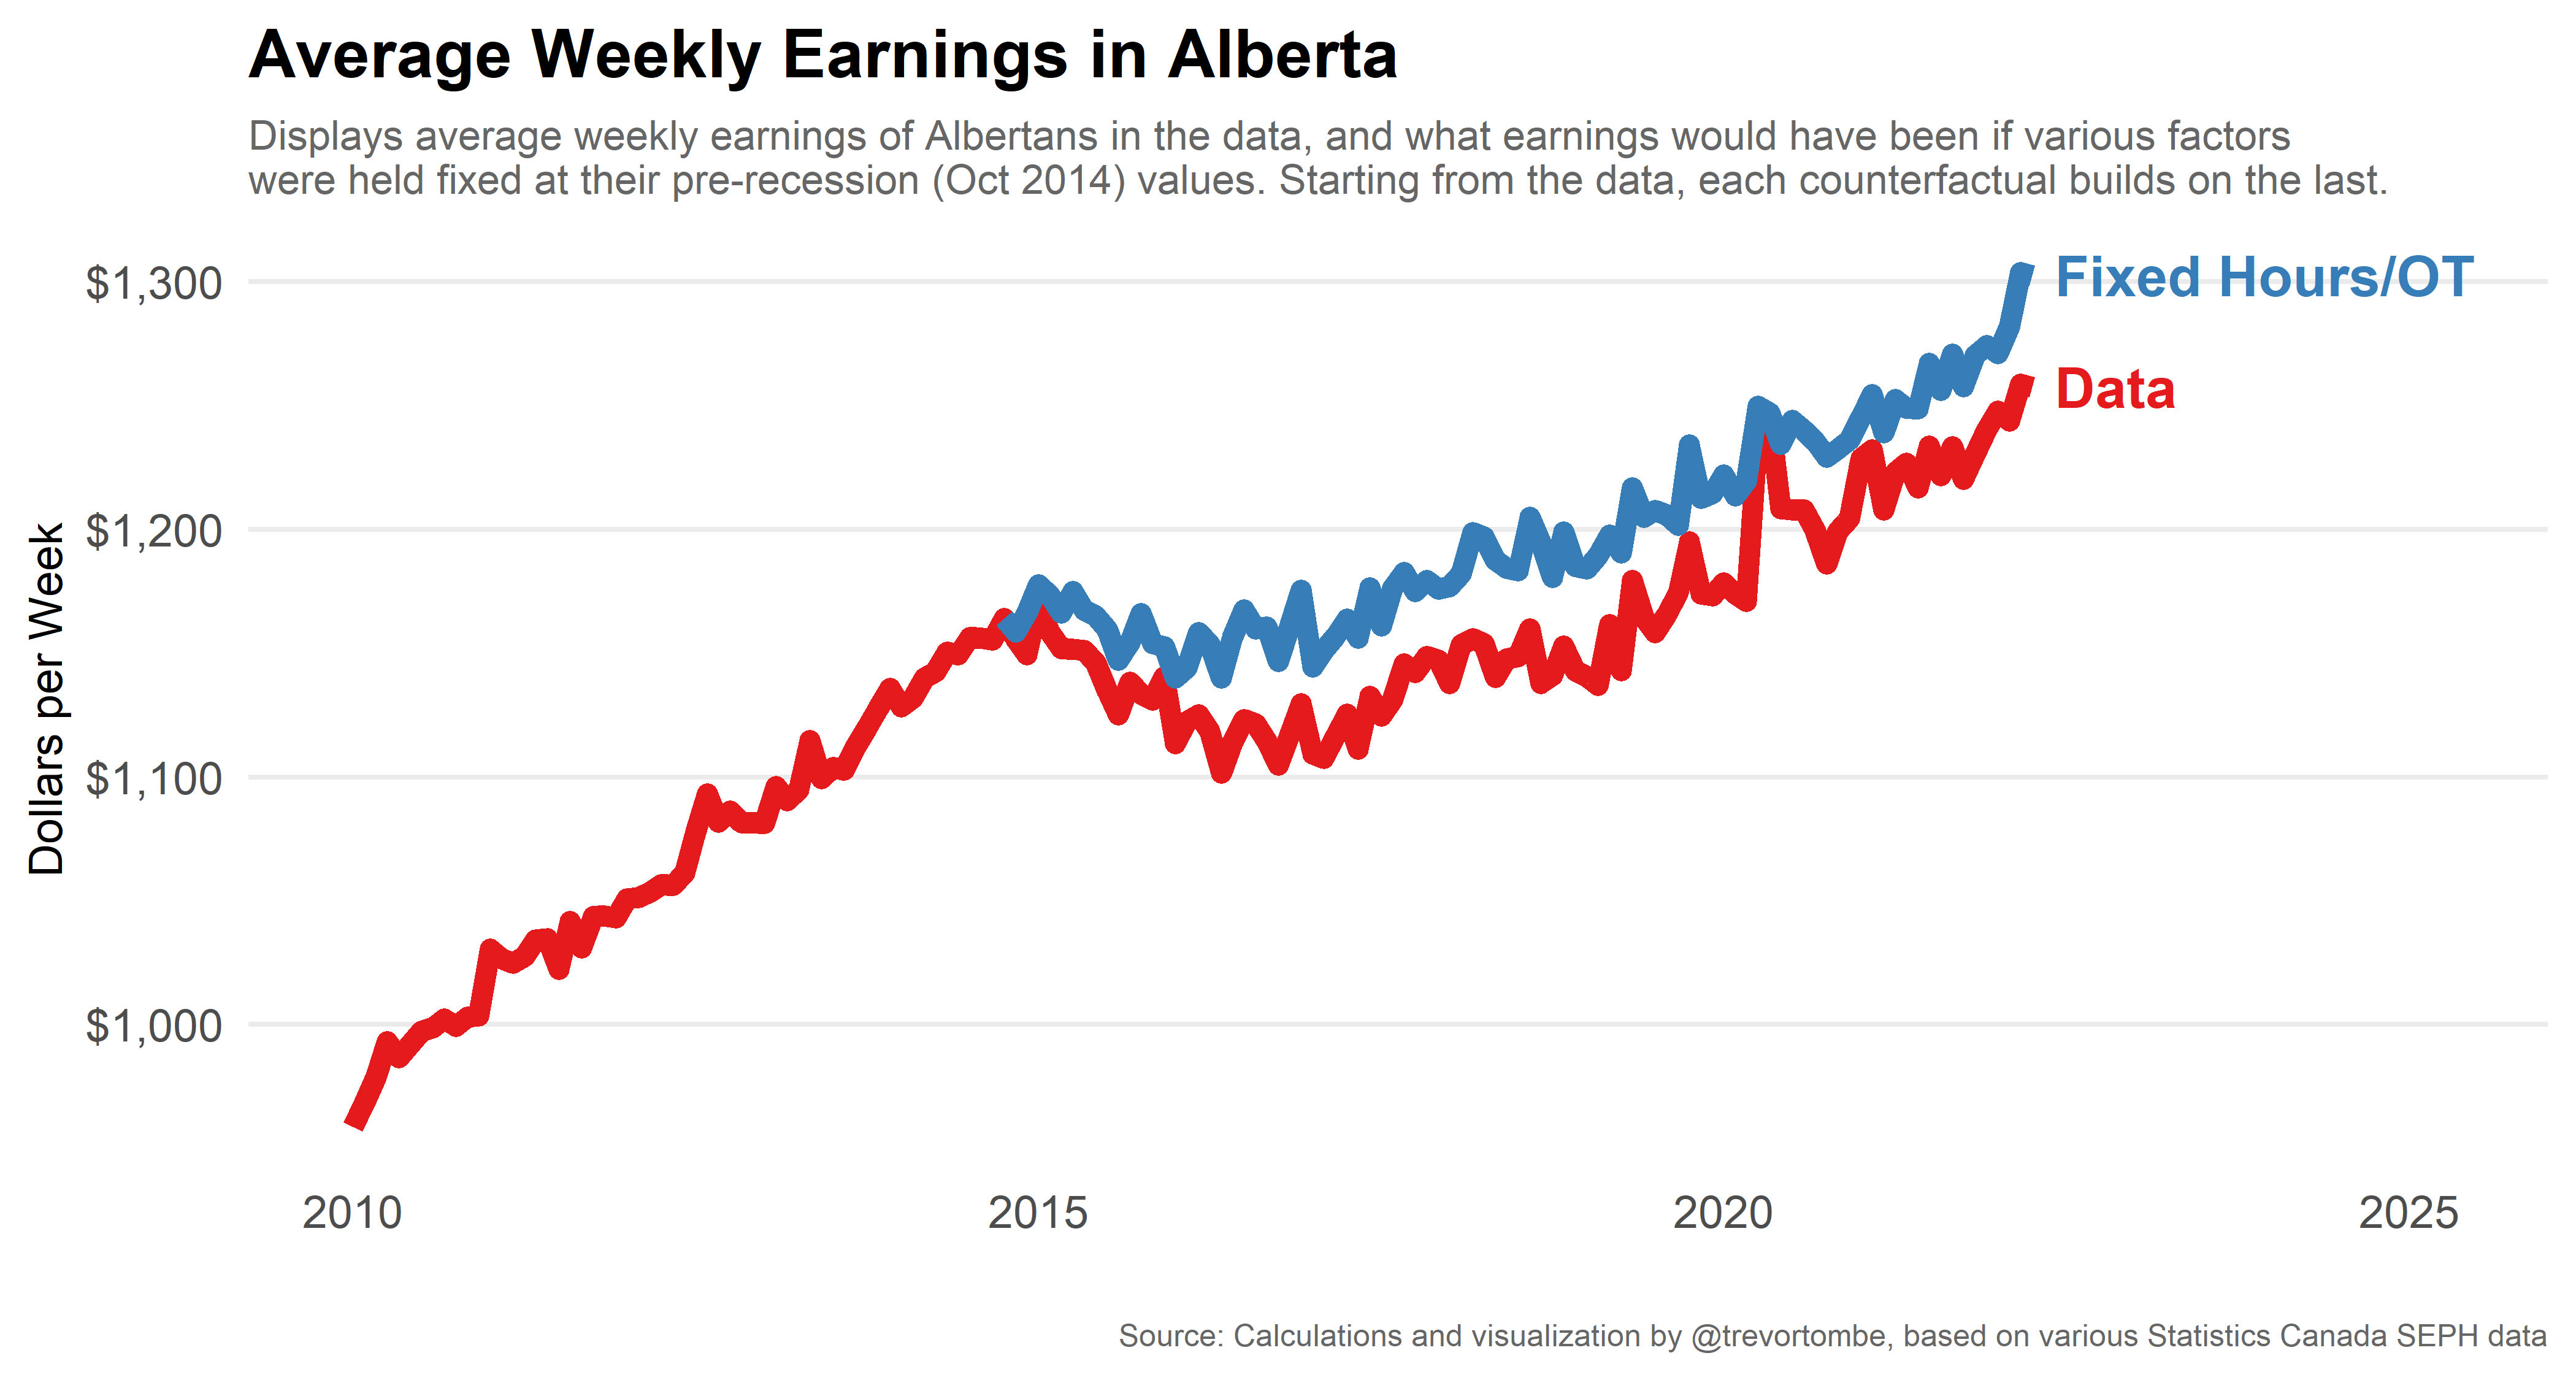 Average Weekly Earnings in Alberta
Displays average weekly earnings of Albertans in the data, and what earnings would have been if various factors
were held fixed at their pre-recession (Oct 2014) values. Starting from the data, each counterfactual builds on the last.
$1,300
Fixed Hours/OT
Data
$1,200
Dollars per Week
$1,100
$1,000
2010
2015
2020
2025
Source: Calculations and visualization by @trevortombe, based on various Statistics Canada SEPH data